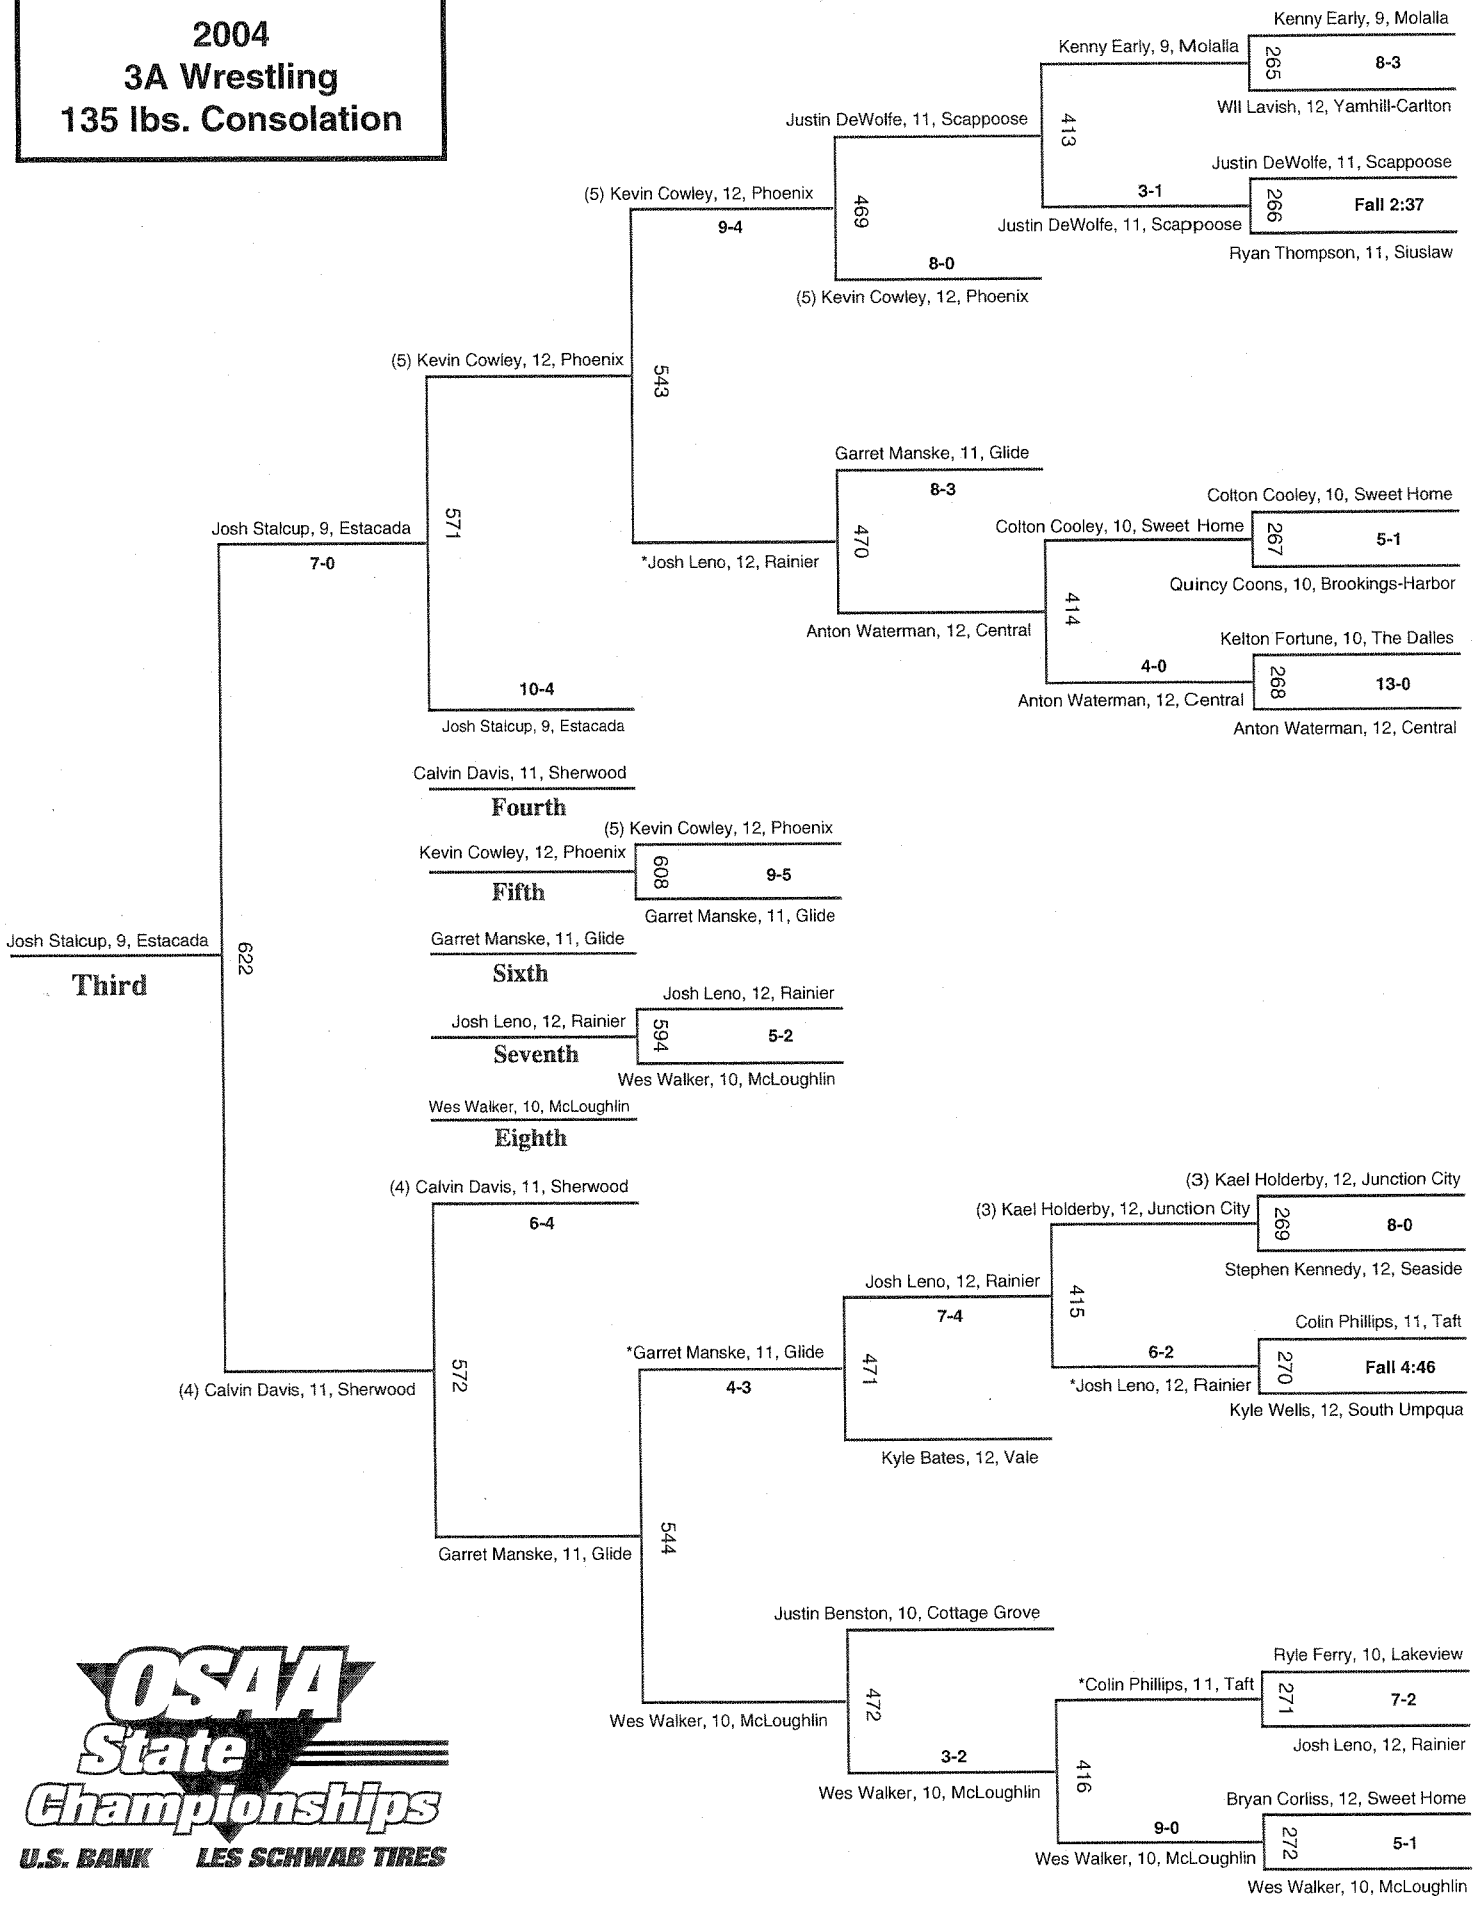 2004
3A Wrestling
135 lbs. Consolation
Kenny Early, 9, Molalla
Kenny Early, 9, Molalla
265
8-3
Wil Lavish, 12, Yamhill-Carlton
Justin DeWolfe, 11, Scappoose
413
Justin DeWolfe, 11, Scappoose
3-1
266
Fall 2:37
Justin DeWolfe, 11, Scappoose
Ryan Thompson, 11, Siuslaw
(5) Kevin Cowley, 12, Phoenix
9-4
469
8-0
(5) Kevin Cowley, 12, Phoenix
(5) Kevin Cowley, 12, Phoenix
543
Garret Manske, 11, Glide
8-3
Colton Cooley, 10, Sweet Home
Colton Cooley, 10, Sweet Home
267
5-1
Quincy Coons, 10, Brookings-Harbor
Josh Stalcup, 9, Estacada
7-0
571
*Josh Leno, 12, Rainier
470
414
Anton Waterman, 12, Central
Kelton Fortune, 10, The Dalles
4-0
268
13-0
Anton Waterman, 12, Central
Anton Waterman, 12, Central
10-4
Josh Stalcup, 9, Estacada
Calvin Davis, 11, Sherwood
Fourth
(5) Kevin Cowley, 12, Phoenix
Kevin Cowley, 12, Phoenix
608
9-5
Fifth
Garret Manske, 11, Glide
Garret Manske, 11, Glide
Sixth
Josh Stalcup, 9, Estacada
Third
622
Josh Leno, 12, Rainier
Josh Leno, 12, Rainier
594
5-2
Seventh
Wes Walker, 10, McLoughlin
Wes Walker, 10, McLoughlin
Eighth
(4) Calvin Davis, 11, Sherwood
6-4
(3) Kael Holderby, 12, Junction City
(3) Kael Holderby, 12, Junction City
269
8-0
Stephen Kennedy, 12, Seaside
Josh Leno, 12, Rainier
7-4
415
Colin Phillips, 11, Taft
6-2
270
Fall 4:46
*Josh Leno, 12, Rainier
Kyle Wells, 12, South Umpqua
*Garret Manske, 11, Glide
4-3
471
Kyle Bates, 12, Vale
(4) Calvin Davis, 11, Sherwood
572
Garret Manske, 11, Glide
544
Justin Benston, 10, Cottage Grove
Ryle Ferry, 10, Lakeview
*Colin Phillips, 11, Taft
271
7-2
Josh Leno, 12, Rainier
Wes Walker, 10, McLoughlin
472
3-2
Wes Walker, 10, McLoughlin
416
Bryan Corliss, 12, Sweet Home
9-0
272
5-1
Wes Walker, 10, McLoughlin
Wes Walker, 10, McLoughlin
OSAA
State
Championships
U.S. BANK LES SCHWAB TIRES